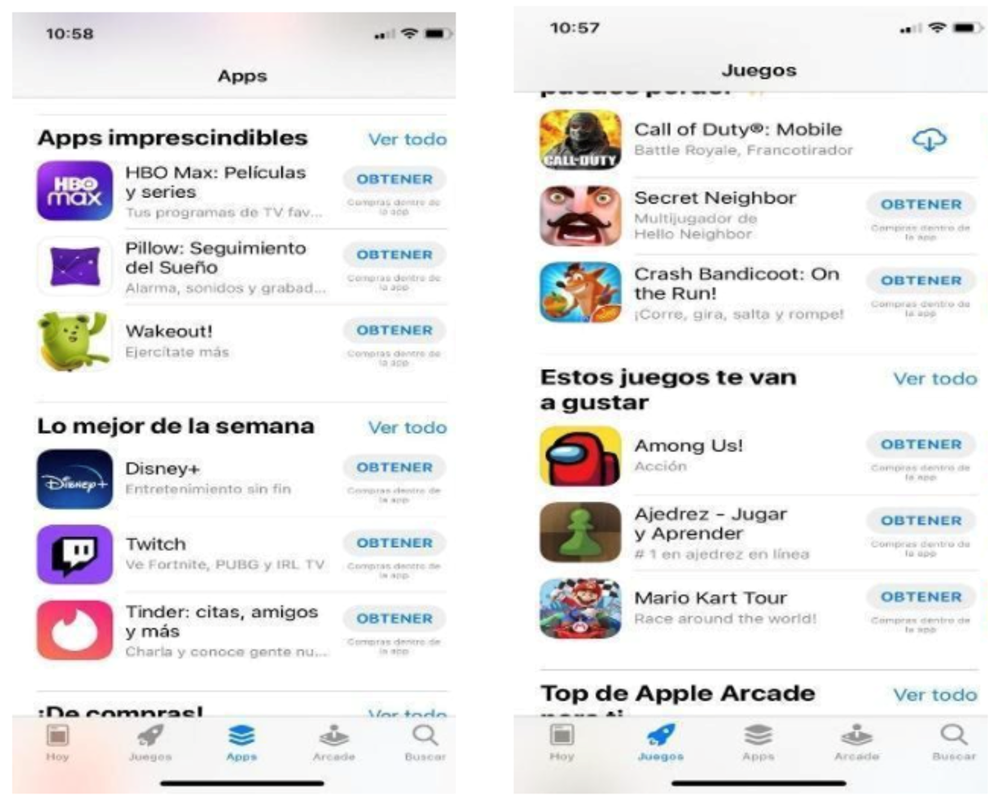 10:58
Apps
Apps imprescindibles
Ver todo
HBO
max
HBO Max: Películas
y series
Tus programas de TV fav...
OBTENER
Compras dentro de
la app
Pillow: Seguimiento
del Sueño
Alarma, sonidos y grabad...
OBTENER
Compras dentro de
la app
Wakeout!
Ejercítate más
OBTENER
Compras dentro de
la app
Lo mejor de la semana
Ver todo
Disney+
Disney+
Entretenimiento sin fin
OBTENER
Compras dentro de
la app
Twitch
Ve Fortnite, PUBG y IRL TV
OBTENER
Compras dentro de
la app
Tinder: citas, amigos
y más
Charla y conoce gente nu...
OBTENER
Compras dentro de
la app
¡De compras!
Ver todo
Hoy
Juegos
Apps
Arcade
Buscar
10:57
Juegos
puedes perder
CALL OF DUTY
Call of Duty®: Mobile
Battle Royale, Francotirador
Secret Neighbor
Multijugador de
Hello Neighbor
OBTENER
Compras dentro de
la app
Crash Bandicoot: On
the Run!
¡Corre, gira, salta y rompe!
OBTENER
Compras dentro de
la app
Estos juegos te van
a gustar
Ver todo
Among Us!
Acción
OBTENER
Compras dentro de
la app
Ajedrez - Jugar
y Aprender
# 1 en ajedrez en línea
OBTENER
Compras dentro de
la app
Mario Kart Tour
Race around the world!
OBTENER
Compras dentro de
la app
Top de Apple Arcade
para ti
Ver todo
Hoy
Juegos
Apps
Arcade
Buscar